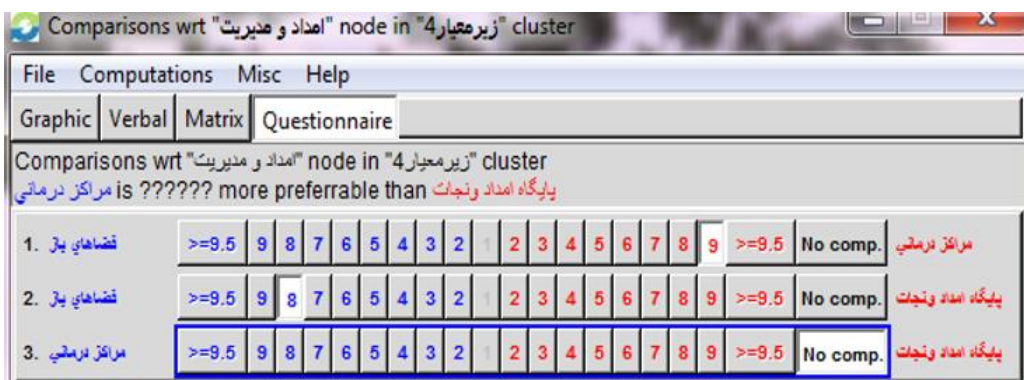 Comparisons wrt "امداد و مدیریت" node in "زیرمعیار4" cluster
File Computations Misc Help
Graphic Verbal Matrix Questionnaire
Comparisons wrt "امداد و مدیریت" node in "زیرمعیار4" cluster
مراکز درمانی is ?????? more preferrable than پایگاه امداد ونجات
1. فضاهای باز >=9.5 9 8 7 6 5 4 3 2 1 2 3 4 5 6 7 8 9 >=9.5 No comp. مراکز درمانی
2. فضاهای باز >=9.5 9 8 7 6 5 4 3 2 1 2 3 4 5 6 7 8 9 >=9.5 No comp. پایگاه امداد ونجات
3. مراکز درمانی >=9.5 9 8 7 6 5 4 3 2 1 2 3 4 5 6 7 8 9 >=9.5 No comp. پایگاه امداد ونجات